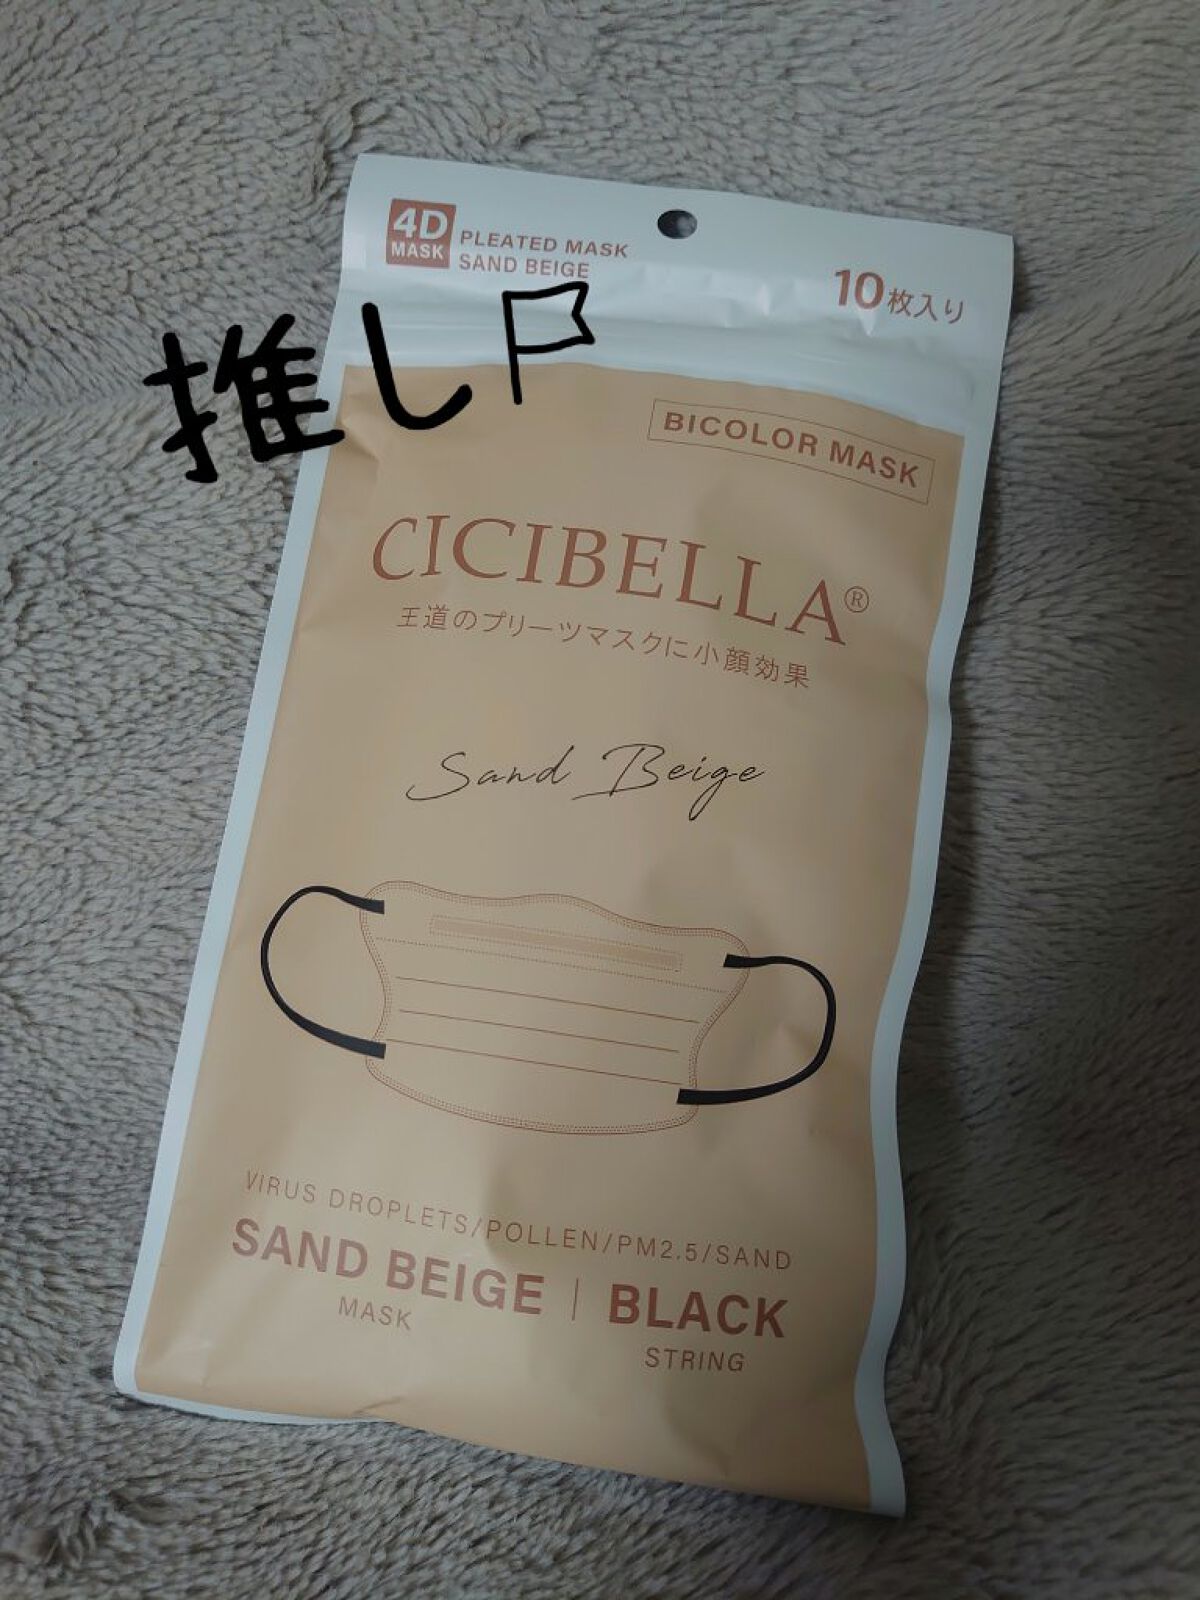 4D
MASK
PLEATED MASK
SAND BEIGE
10枚入り
推し
BICOLOR MASK
CICIBELLA®
王道のプリーツマスクに小顔効果
Sand Beige
VIRUS DROPLETS/POLLEN/PM2.5/SAND
SAND BEIGE | BLACK
MASK
STRING